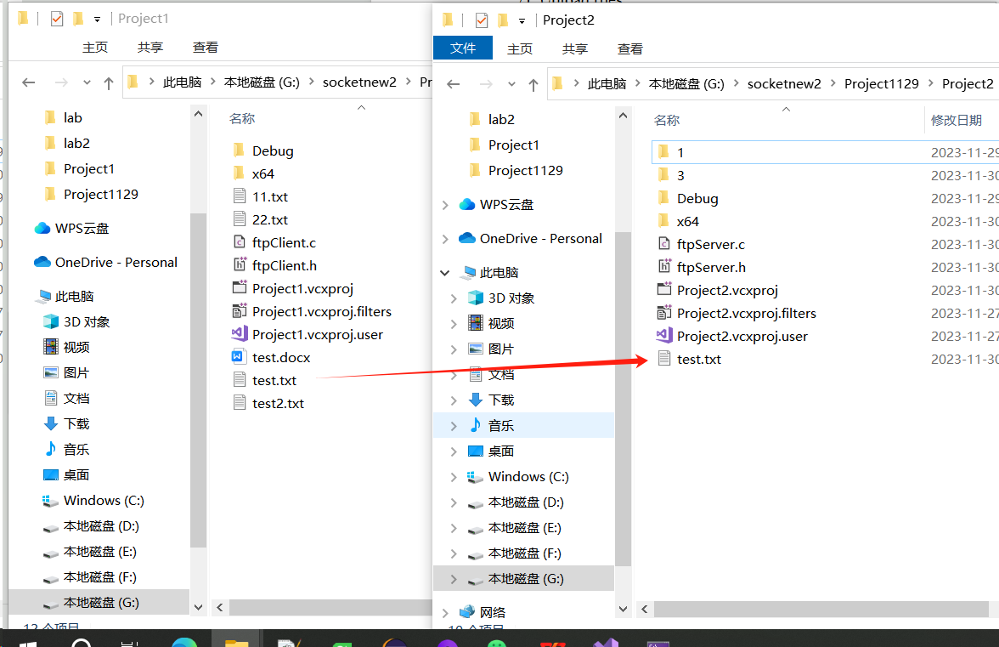 Project1
主页 共享 查看
此电脑 本地磁盘 (G:) socketnew2 Pr
lab
lab2
Project1
Project1129
WPS云盘
OneDrive - Personal
此电脑
3D 对象
视频
图片
文档
下载
音乐
桌面
Windows (C:)
本地磁盘 (D:)
本地磁盘 (E:)
本地磁盘 (F:)
本地磁盘 (G:)
名称
Debug
x64
11.txt
22.txt
ftpClient.c
ftpClient.h
Project1.vcxproj
Project1.vcxproj.filters
Project1.vcxproj.user
test.docx
test.txt
test2.txt
12 个项目
Project2
文件 主页 共享 查看
此电脑 本地磁盘 (G:) socketnew2 Project1129 Project2
lab2
Project1
Project1129
WPS云盘
OneDrive - Personal
此电脑
3D 对象
视频
图片
文档
下载
音乐
桌面
Windows (C:)
本地磁盘 (D:)
本地磁盘 (E:)
本地磁盘 (F:)
本地磁盘 (G:)
网络
名称 修改日期
1 2023-11-29
3 2023-11-30
Debug 2023-11-29
x64 2023-11-30
ftpServer.c 2023-11-30
ftpServer.h 2023-11-30
Project2.vcxproj 2023-11-30
Project2.vcxproj.filters 2023-11-27
Project2.vcxproj.user 2023-11-27
test.txt 2023-11-30
10 个项目